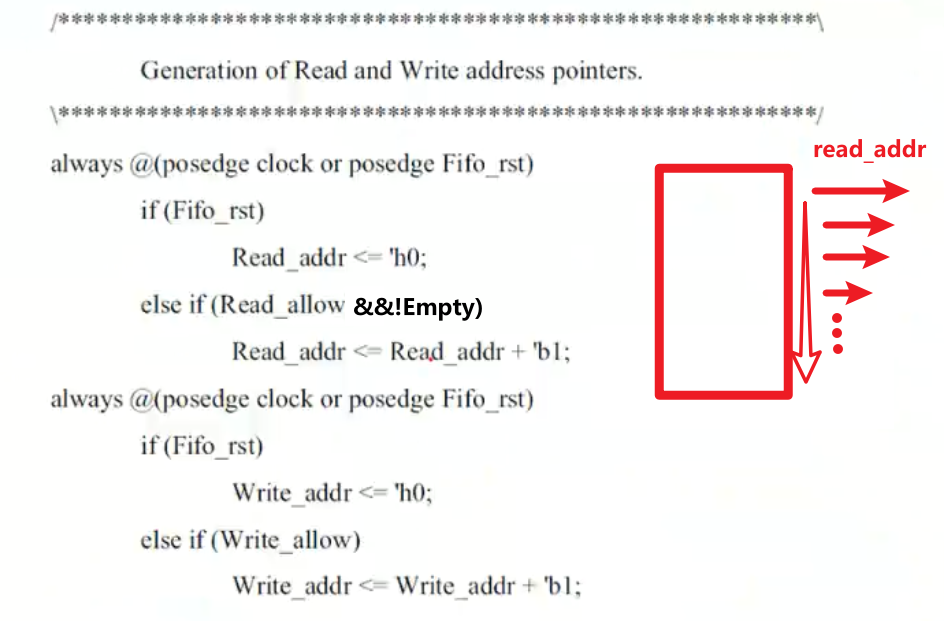 /************************************************************\
Generation of Read and Write address pointers.
\************************************************************/
always @(posedge clock or posedge Fifo_rst)
if (Fifo_rst)
Read_addr <= 'h0;
else if (Read_allow &&!Empty)
Read_addr <= Read_addr + 'b1;
always @(posedge clock or posedge Fifo_rst)
if (Fifo_rst)
Write_addr <= 'h0;
else if (Write_allow)
Write_addr <= Write_addr + 'b1;
read_addr